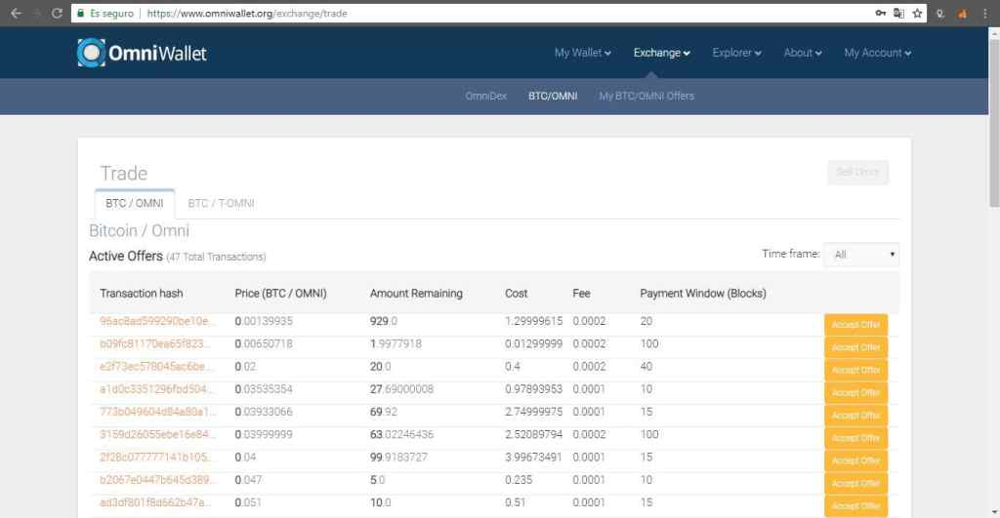 Es seguro | https://www.omniwallet.org/exchange/trade
OmniWallet
My Wallet Exchange Explorer About My Account
OmniDex BTC/OMNI My BTC/OMNI Offers
Trade Sell Omni
BTC / OMNI BTC / T-OMNI
Bitcoin / Omni
Active Offers (47 Total Transactions) Time frame: All
Transaction hash Price (BTC / OMNI) Amount Remaining Cost Fee Payment Window (Blocks)
96ac8ad599290be10e... 0.00139935 929.0 1.29999615 0.0002 20 Accept Offer
b09fc81170ea65f823... 0.00650718 1.9977918 0.01299999 0.0002 100 Accept Offer
e2f73ec578045ac6be... 0.02 20.0 0.4 0.0002 40 Accept Offer
a1d0c3351296fbd504... 0.03535354 27.69000008 0.97893953 0.0001 10 Accept Offer
773b049604d84a80a1... 0.03933066 69.92 2.74999975 0.0001 15 Accept Offer
3159d26055ebe16e84... 0.03999999 63.02246436 2.52089794 0.0002 100 Accept Offer
2f28c077777141b105... 0.04 99.9183727 3.99673491 0.0001 15 Accept Offer
b2067e0447b645d389... 0.047 5.0 0.235 0.0001 10 Accept Offer
ad3df801f8d662b47a... 0.051 10.0 0.51 0.0001 15 Accept Offer